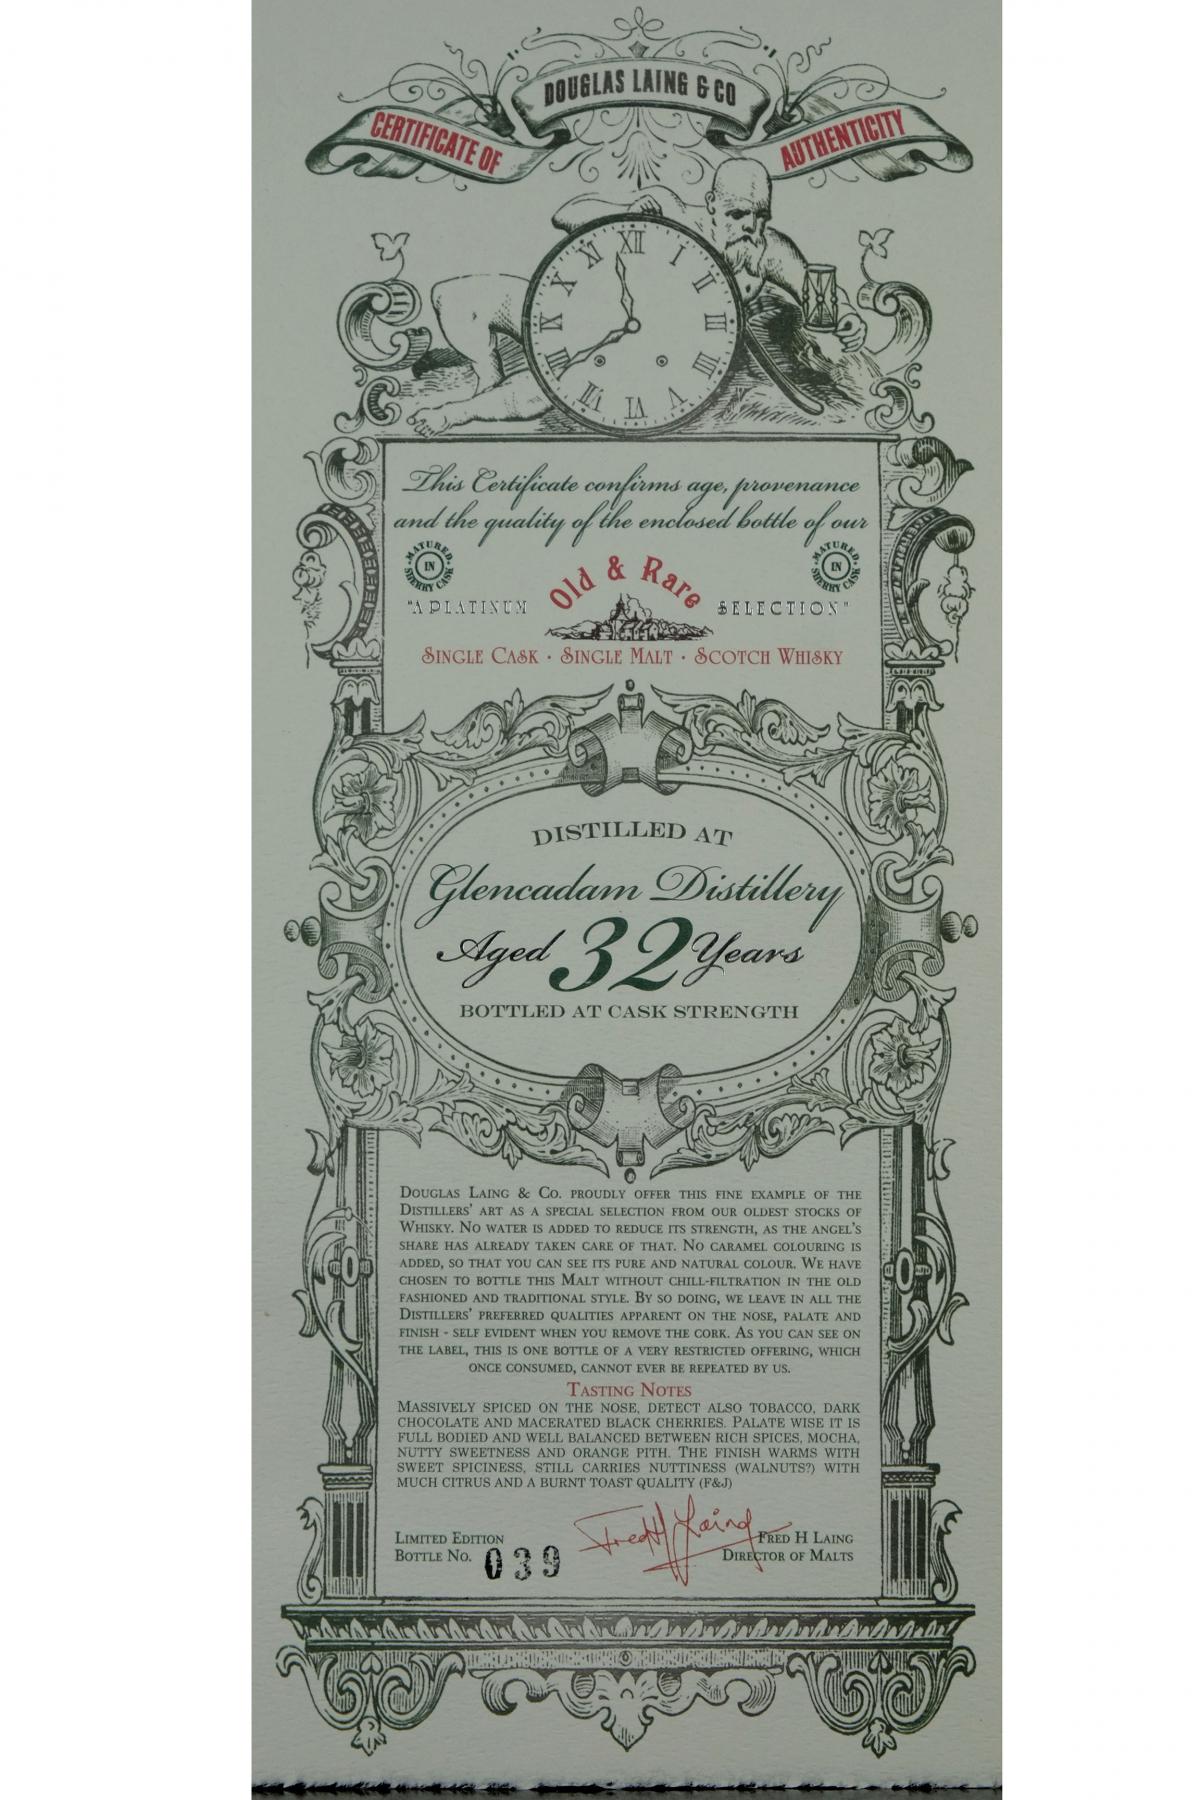 DOUGLAS LAING & CO
CERTIFICATE OF AUTHENTICITY
XII I II III IIII V VI VII VIII IX X XI
This Certificate confirms age, provenance
and the quality of the enclosed bottle of our
MATURED IN SHERRY CASK
Old & Rare
MATURED IN SHERRY CASK
"A PLATINUM SELECTION"
SINGLE CASK · SINGLE MALT · SCOTCH WHISKY
DISTILLED AT
Glencadam Distillery
Aged 32 Years
BOTTLED AT CASK STRENGTH
DOUGLAS LAING & CO. PROUDLY OFFER THIS FINE EXAMPLE OF THE
DISTILLERS' ART AS A SPECIAL SELECTION FROM OUR OLDEST STOCKS OF
WHISKY. NO WATER IS ADDED TO REDUCE ITS STRENGTH, AS THE ANGEL'S
SHARE HAS ALREADY TAKEN CARE OF THAT. NO CARAMEL COLOURING IS
ADDED, SO THAT YOU CAN SEE ITS PURE AND NATURAL COLOUR. WE HAVE
CHOSEN TO BOTTLE THIS MALT WITHOUT CHILL-FILTRATION IN THE OLD
FASHIONED AND TRADITIONAL STYLE. BY SO DOING, WE LEAVE IN ALL THE
DISTILLERS' PREFERRED QUALITIES APPARENT ON THE NOSE, PALATE AND
FINISH - SELF EVIDENT WHEN YOU REMOVE THE CORK. AS YOU CAN SEE ON
THE LABEL, THIS IS ONE BOTTLE OF A VERY RESTRICTED OFFERING, WHICH
ONCE CONSUMED, CANNOT EVER BE REPEATED BY US.
TASTING NOTES
MASSIVELY SPICED ON THE NOSE, DETECT ALSO TOBACCO, DARK
CHOCOLATE AND MACERATED BLACK CHERRIES. PALATE WISE IT IS
FULL BODIED AND WELL BALANCED BETWEEN RICH SPICES, MOCHA,
NUTTY SWEETNESS AND ORANGE PITH. THE FINISH WARMS WITH
SWEET SPICINESS, STILL CARRIES NUTTINESS (WALNUTS?) WITH
MUCH CITRUS AND A BURNT TOAST QUALITY (F&J)
LIMITED EDITION
BOTTLE NO. 039
Fred H Laing
FRED H LAING
DIRECTOR OF MALTS